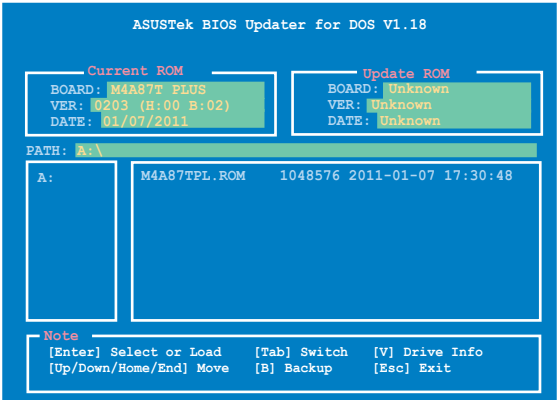 ASUSTek BIOS Updater for DOS V1.18
Current ROM
BOARD: M4A87T PLUS
VER: 0203 (H:00 B:02)
DATE: 01/07/2011
Update ROM
BOARD: Unknown
VER: Unknown
DATE: Unknown
PATH: A:\
A:
M4A87TPL.ROM 1048576 2011-01-07 17:30:48
Note
[Enter] Select or Load [Tab] Switch [V] Drive Info
[Up/Down/Home/End] Move [B] Backup [Esc] Exit